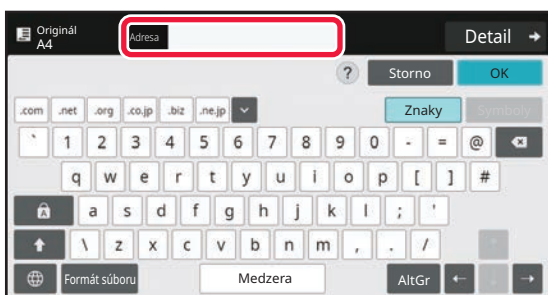 Originál
A4
Adresa
Detail
?
Storno
OK
.com .net .org .co.jp .biz .ne.jp
Znaky
Symboly
` 1 2 3 4 5 6 7 8 9 0 - = @
q w e r t y u i o p [ ] #
a s d f g h j k l ; '
\ z x c v b n m , . /
Formát súboru
Medzera
AltGr ← ↓ →